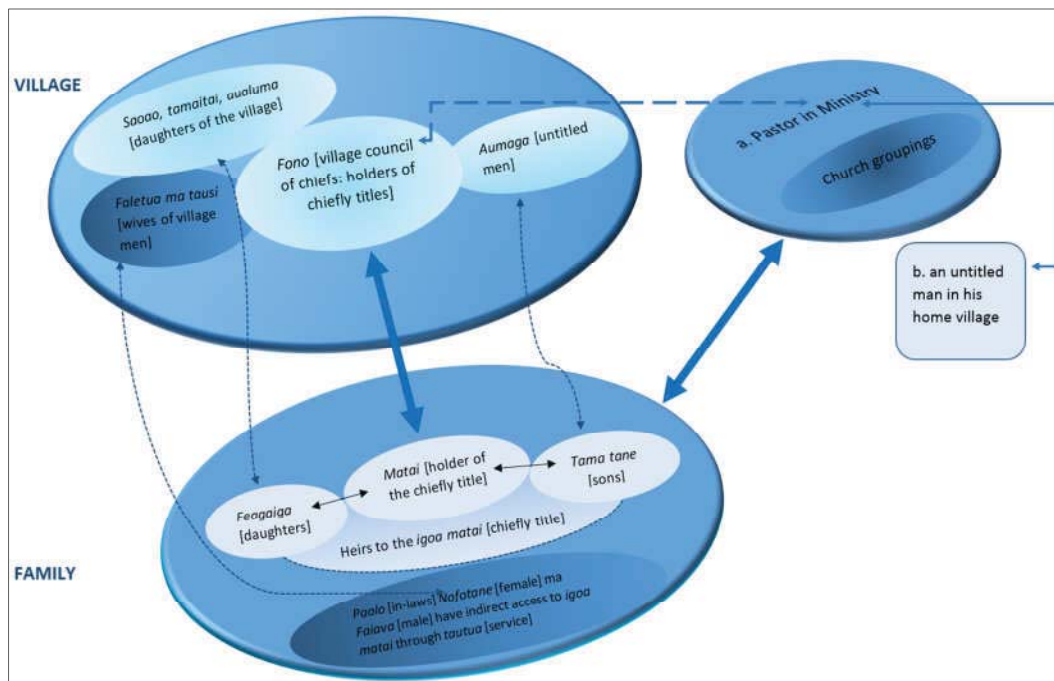 VILLAGE
Saoao, tamaitai, aualuma
[daughters of the village]
Faletua ma tausi
[wives of village
men]
Fono [village council
of chiefs: holders of
chiefly titles]
Aumaga [untitled
men]
a. Pastor in Ministry
Church groupings
b. an untitled
man in his
home village
FAMILY
Feagaiga
[daughters]
Matai [holder of
the chiefly title]
Tama tane
[sons]
Heirs to the igoa matai [chiefly title]
Paolo [in-laws] Nofotane [female] ma
Faiava [male] have indirect access to igoa
matai through tautua [service]